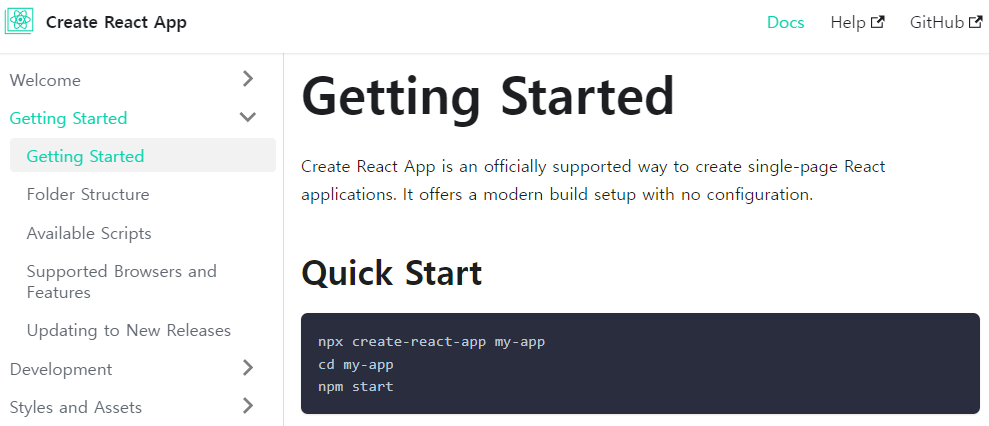 Create React App
Docs
Help
GitHub
Welcome
Getting Started
Getting Started
Folder Structure
Available Scripts
Supported Browsers and
Features
Updating to New Releases
Development
Styles and Assets
Getting Started
Create React App is an officially supported way to create single-page React
applications. It offers a modern build setup with no configuration.
Quick Start
npx create-react-app my-app
cd my-app
npm start